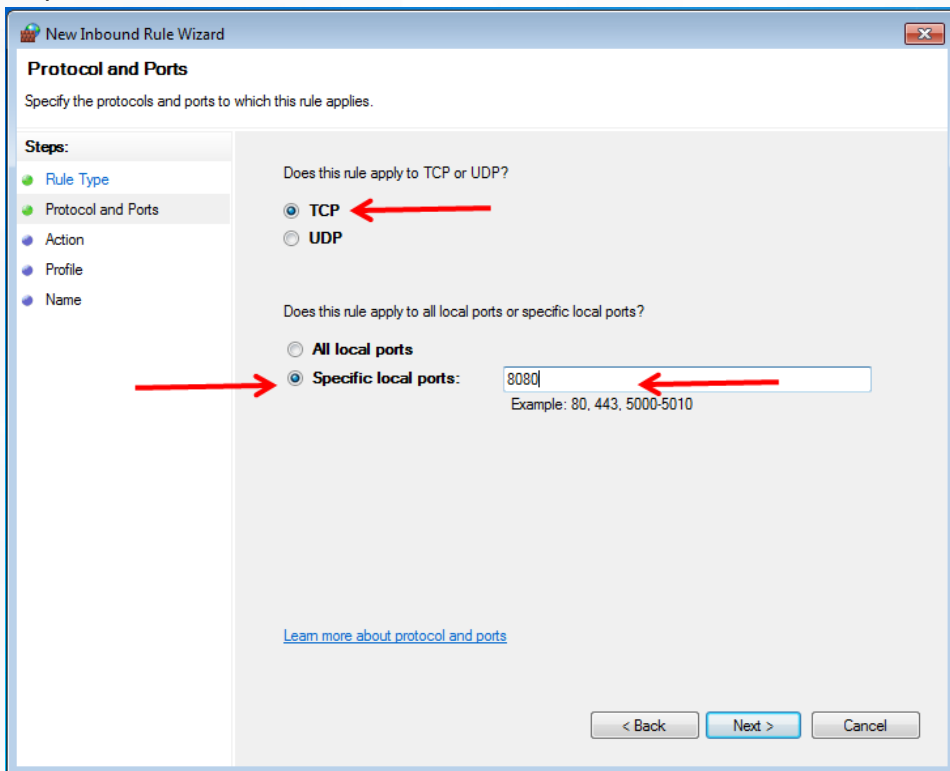 New Inbound Rule Wizard
Protocol and Ports
Specify the protocols and ports to which this rule applies.
Steps:
Rule Type
Protocol and Ports
Action
Profile
Name
Does this rule apply to TCP or UDP?
TCP
UDP
Does this rule apply to all local ports or specific local ports?
All local ports
Specific local ports: 8080
Example: 80, 443, 5000-5010
Learn more about protocol and ports
< Back Next > Cancel